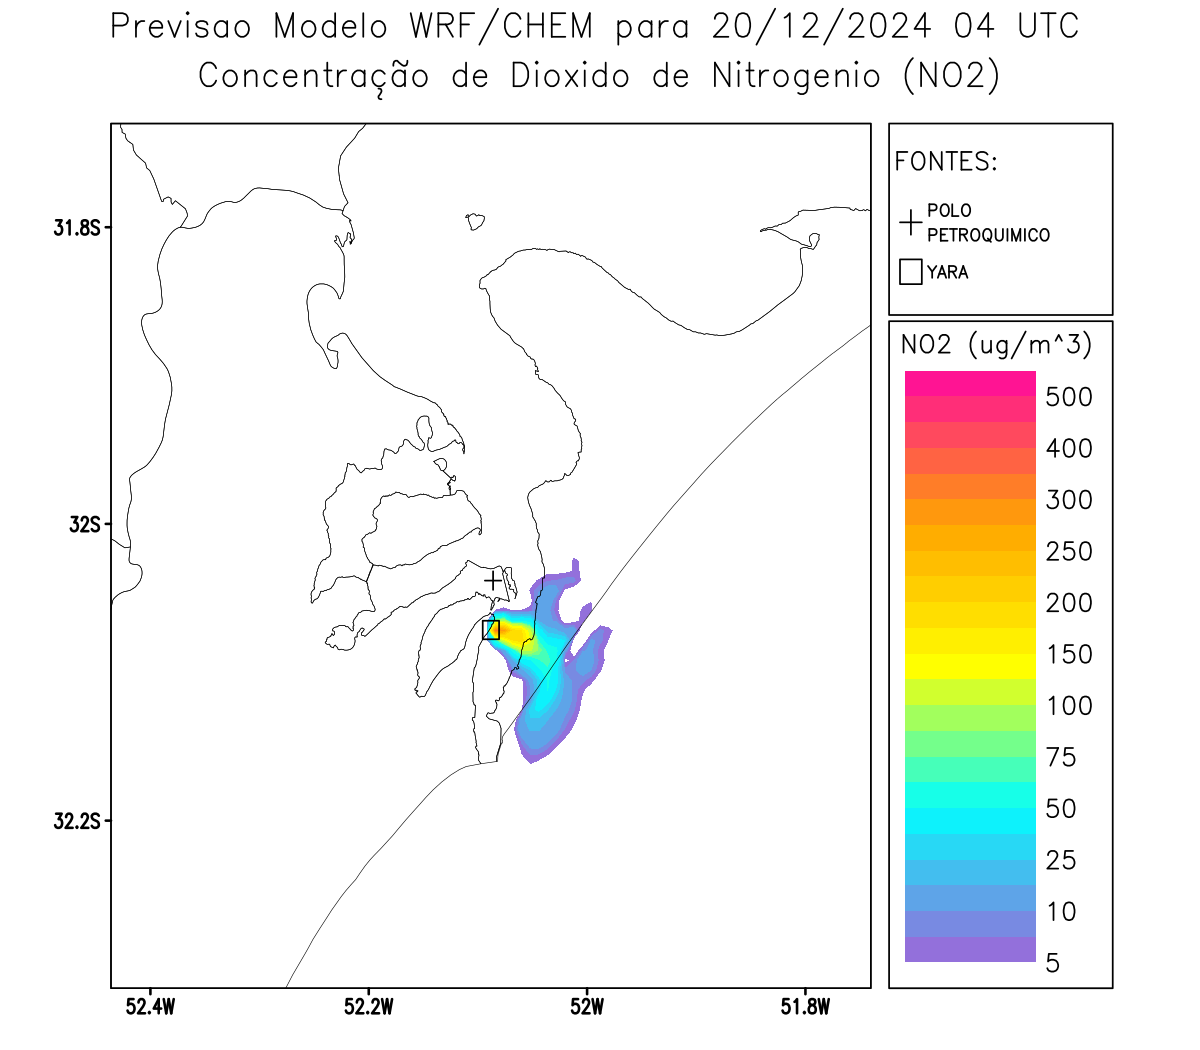 Previsao Modelo WRF/CHEM para 20/12/2024 04 UTC
Concentração de Dioxido de Nitrogenio (NO2)
FONTES:
POLO
PETROQUIMICO
YARA
NO2 (ug/m^3)
500
400
300
250
200
150
100
75
50
25
10
5
31.8S
32S
32.2S
52.4W
52.2W
52W
51.8W